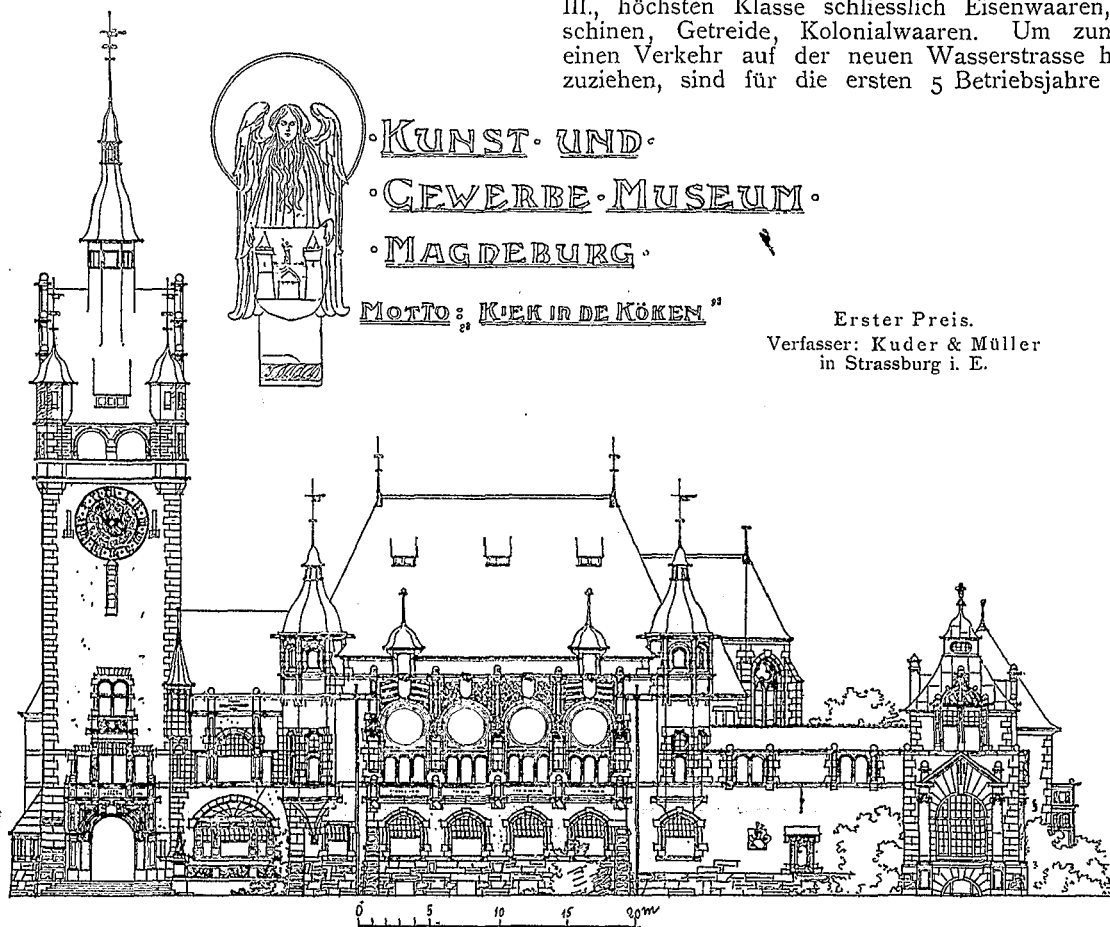 III., höchsten Klasse schliesslich Eisenwaaren,
schinen, Getreide, Kolonialwaaren. Um zun
einen Verkehr auf der neuen Wasserstrasse h
zuziehen, sind für die ersten 5 Betriebsjahre
·KUNST· UND·
·GEWERBE·MUSEUM·
·MAGDEBURG·
MOTTO: „KIEK IN DE KÖKEN"
Erster Preis.
Verfasser: Kuder & Müller
in Strassburg i. E.
0 5 10 15 20 m